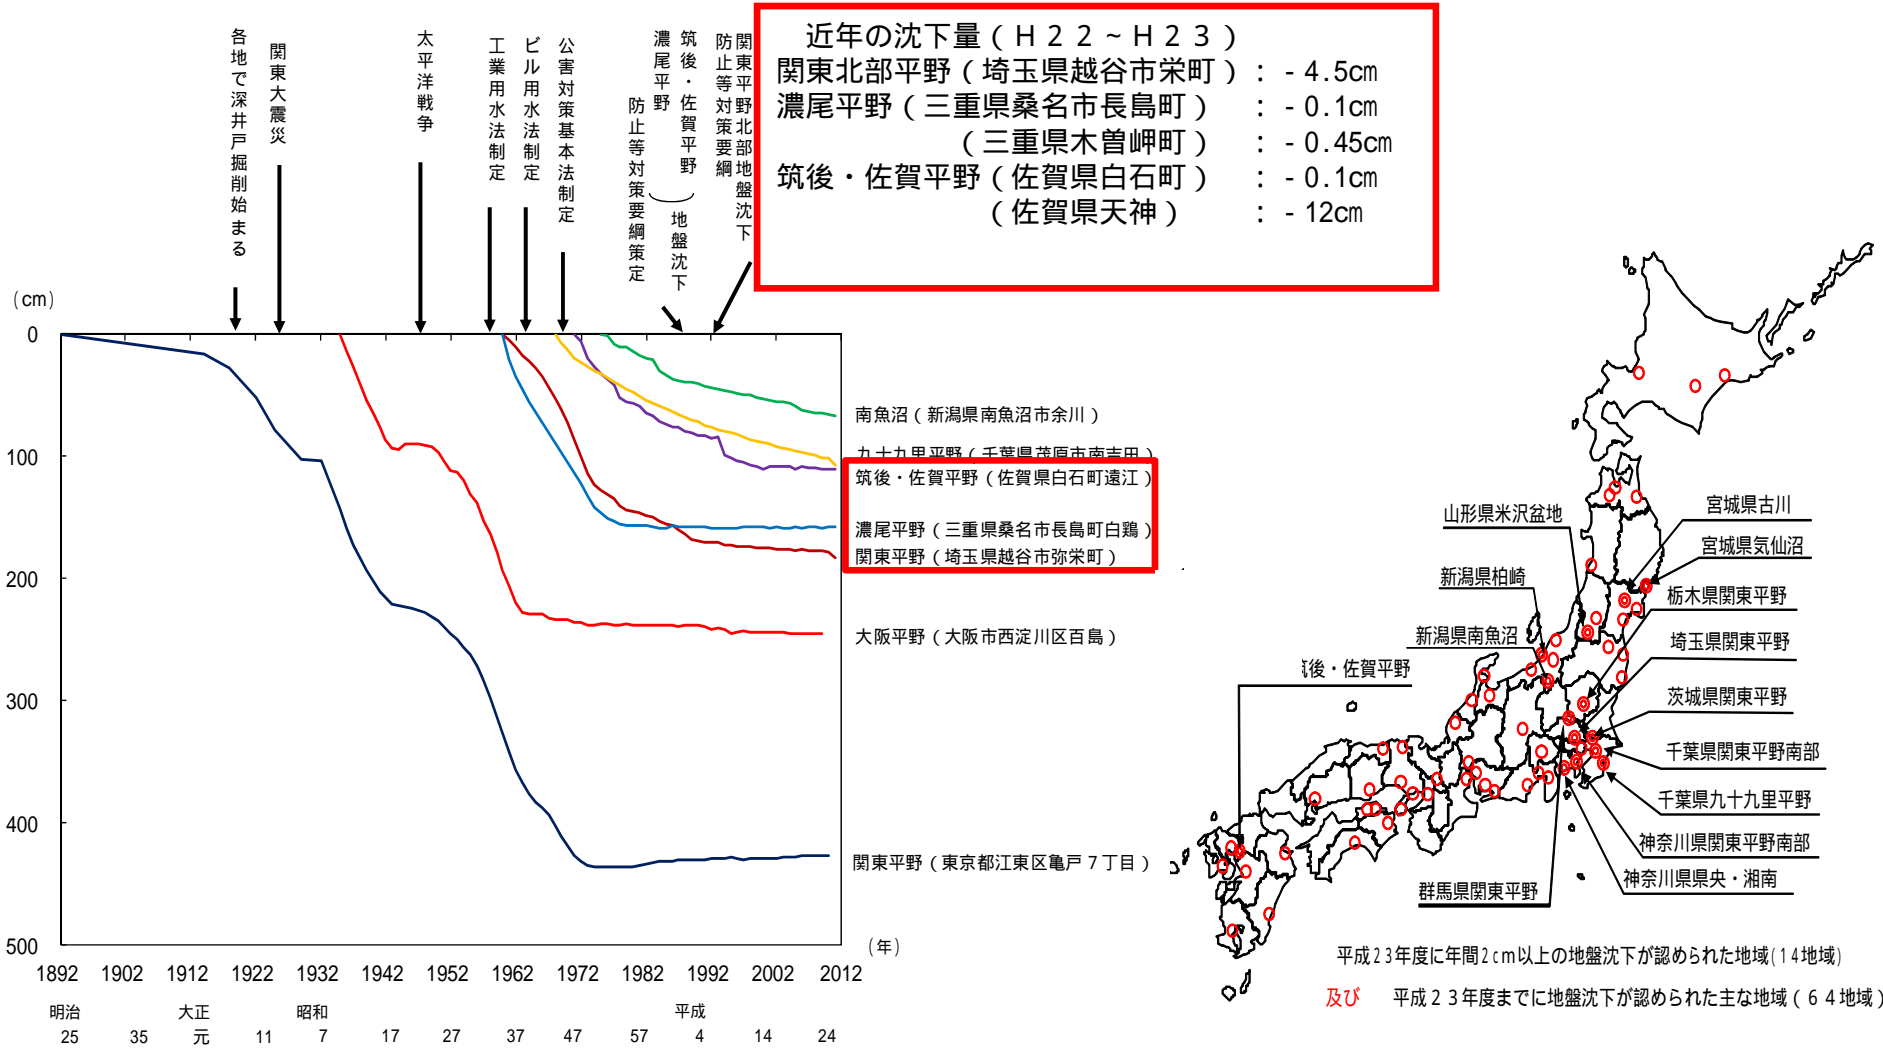 各地で深井戸掘削始まる
関東大震災
太平洋戦争
工業用水法制定
ビル用水法制定
公害対策基本法制定
濃尾平野
筑後・佐賀平野
地盤沈下
防止等対策要綱策定
関東平野北部地盤沈下
防止等対策要綱
近年の沈下量（Ｈ２２～Ｈ２３）
関東北部平野（埼玉県越谷市栄町）：-4.5cm
濃尾平野（三重県桑名市長島町）　：-0.1cm
（三重県木曽岬町）　：-0.45cm
筑後・佐賀平野（佐賀県白石町）　：-0.1cm
（佐賀県天神）　　：-12cm
(cm)
0
100
200
300
400
500
(年)
1892 1902 1912 1922 1932 1942 1952 1962 1972 1982 1992 2002 2012
明治 大正 昭和 平成
25 35 元 11 7 17 27 37 47 57 4 14 24
南魚沼（新潟県南魚沼市余川）
九十九里平野（千葉県茂原市南吉田）
筑後・佐賀平野（佐賀県白石町遠江）
濃尾平野（三重県桑名市長島町白鶏）
関東平野（埼玉県越谷市弥栄町）
大阪平野（大阪市西淀川区百島）
関東平野（東京都江東区亀戸７丁目）
山形県米沢盆地
宮城県古川
宮城県気仙沼
新潟県柏崎
栃木県関東平野
新潟県南魚沼
埼玉県関東平野
筑後・佐賀平野
茨城県関東平野
千葉県関東平野南部
千葉県九十九里平野
神奈川県関東平野南部
神奈川県県央・湘南
群馬県関東平野
平成23年度に年間2cm以上の地盤沈下が認められた地域(14地域)
及び　平成２３年度までに地盤沈下が認められた主な地域（６４地域）